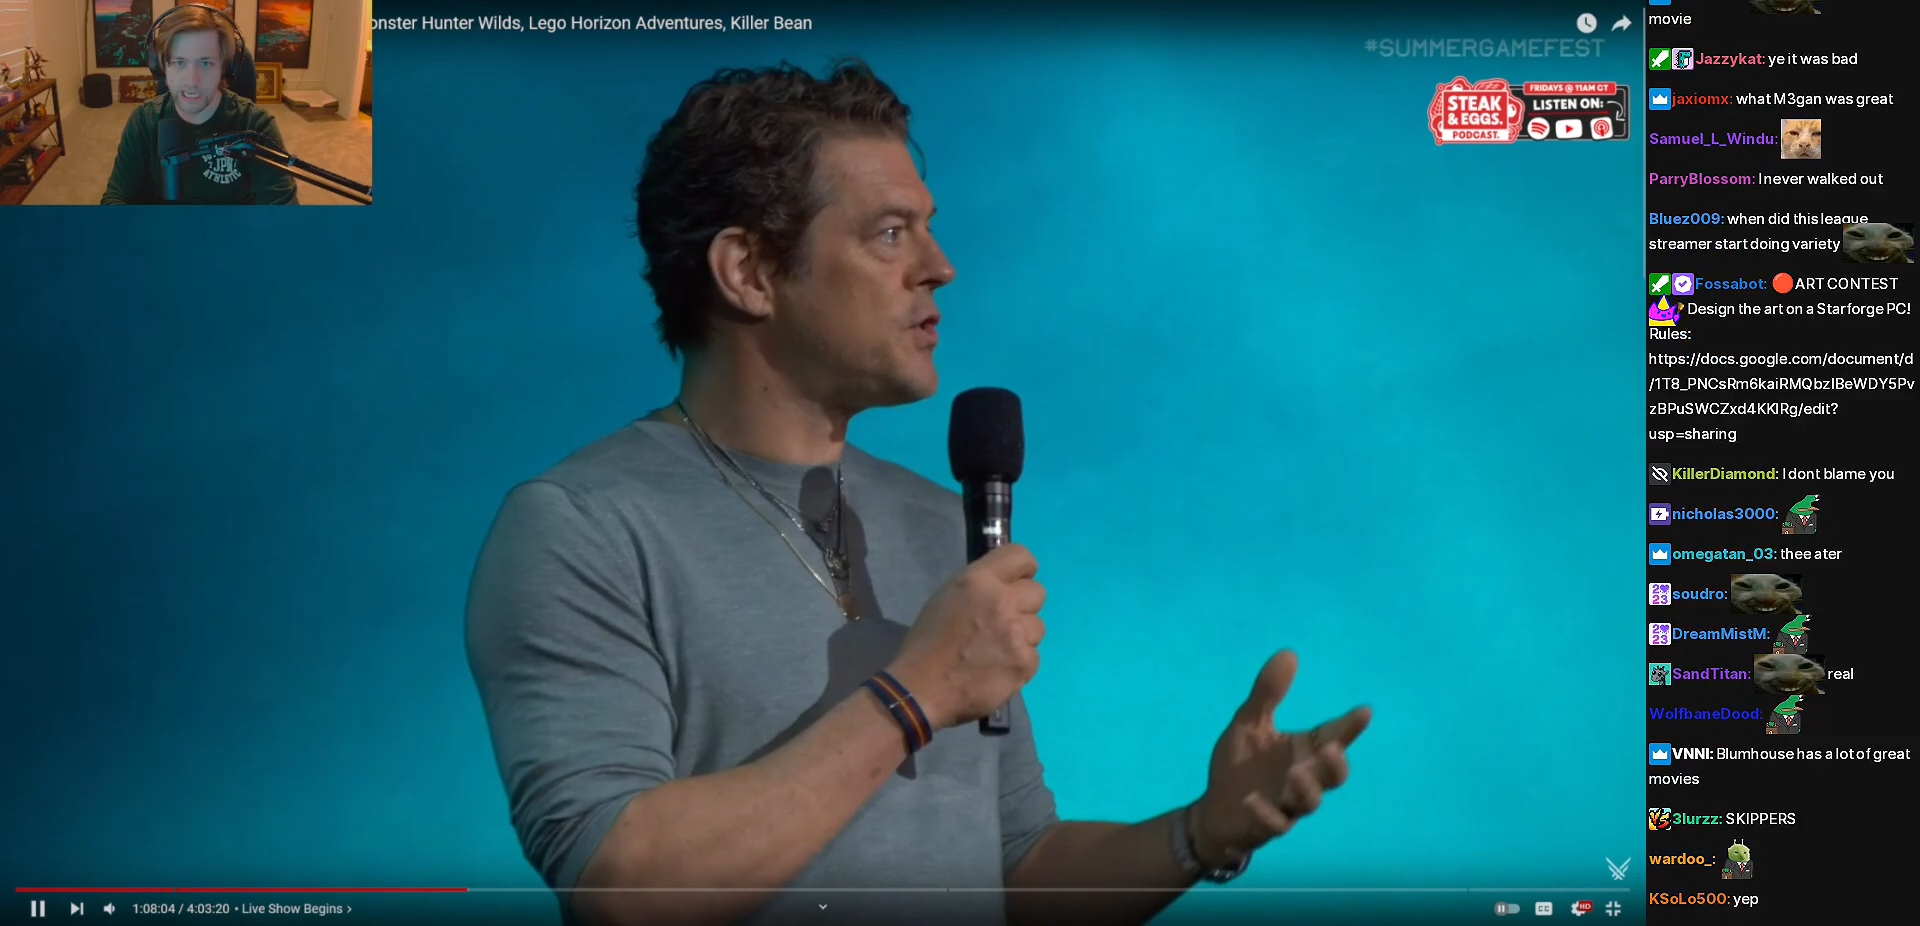 onster Hunter Wilds, Lego Horizon Adventures, Killer Bean
#SUMMERGAMEFEST
STEAK
& EGGS.
PODCAST.
FRIDAYS @ 11AM CT
LISTEN ON:
JPN
ATHLETIC
1:08:04 / 4:03:20 • Live Show Begins >
CC
HD
movie
Jazzykat: ye it was bad
jaxiomx: what M3gan was great
Samuel_L_Windu:
ParryBlossom: I never walked out
Bluez009: when did this league
streamer start doing variety
Fossabot: ART CONTEST
Design the art on a Starforge PC!
Rules:
https://docs.google.com/document/d
/1T8_PNCsRm6kaiRMQbzIBeWDY5Pv
zBPuSWCZxd4KKlRg/edit?
usp=sharing
KillerDiamond: I dont blame you
nicholas3000:
omegatan_03: thee ater
soudro:
DreamMistM:
SandTitan: real
WolfbaneDood:
VNNI: Blumhouse has a lot of great
movies
3lurzz: SKIPPERS
wardoo_:
KSoLo500: yep